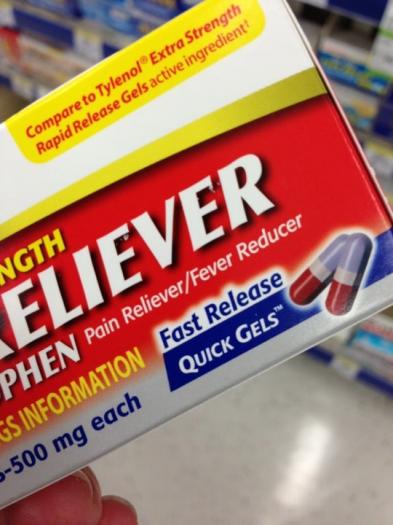 Compare to Tylenol® Extra Strength
Rapid Release Gels active ingredient†
NGTH
RELIEVER
PHEN Pain Reliever/Fever Reducer
GS INFORMATION
Fast Release
QUICK GELS™
-500 mg each